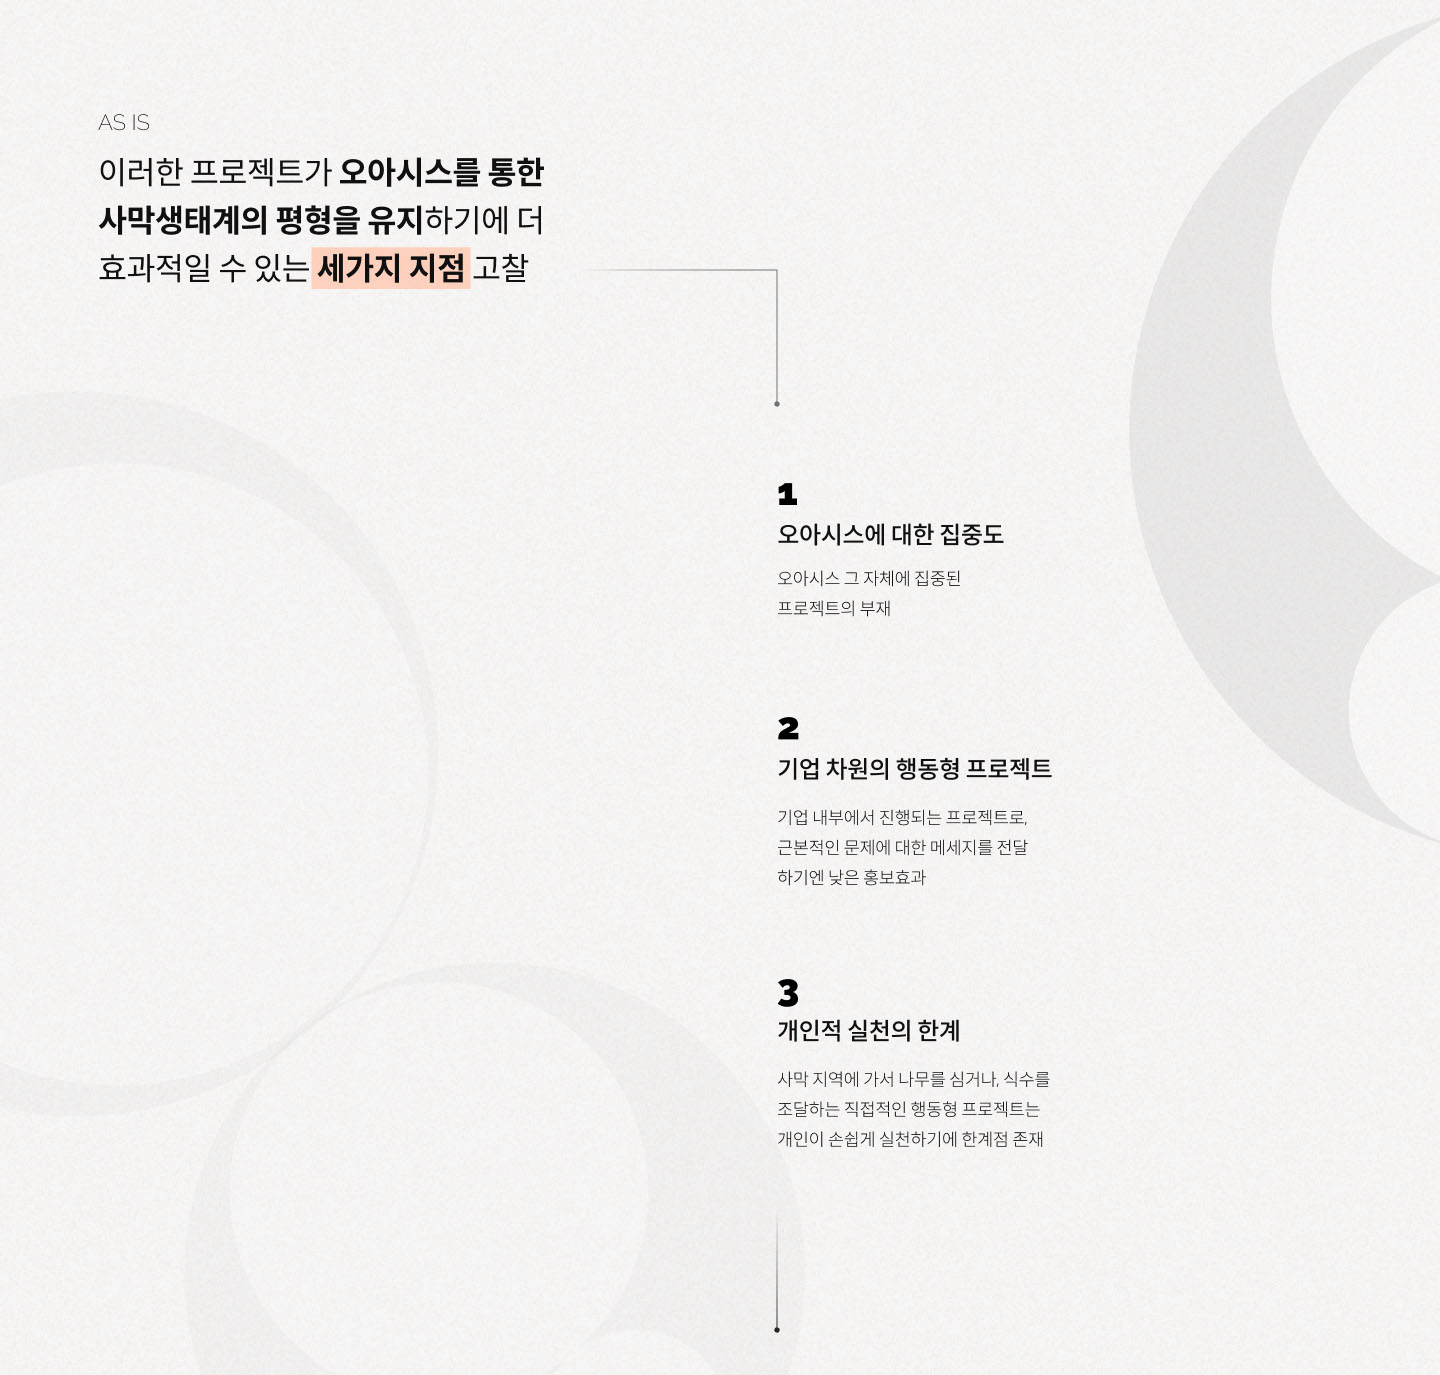 AS IS
이러한 프로젝트가 오아시스를 통한
사막생태계의 평형을 유지하기에 더
효과적일 수 있는 세가지 지점 고찰
1
오아시스에 대한 집중도
오아시스 그 자체에 집중된
프로젝트의 부재
2
기업 차원의 행동형 프로젝트
기업 내부에서 진행되는 프로젝트로,
근본적인 문제에 대한 메세지를 전달
하기엔 낮은 홍보효과
3
개인적 실천의 한계
사막 지역에 가서 나무를 심거나, 식수를
조달하는 직접적인 행동형 프로젝트는
개인이 손쉽게 실천하기에 한계점 존재